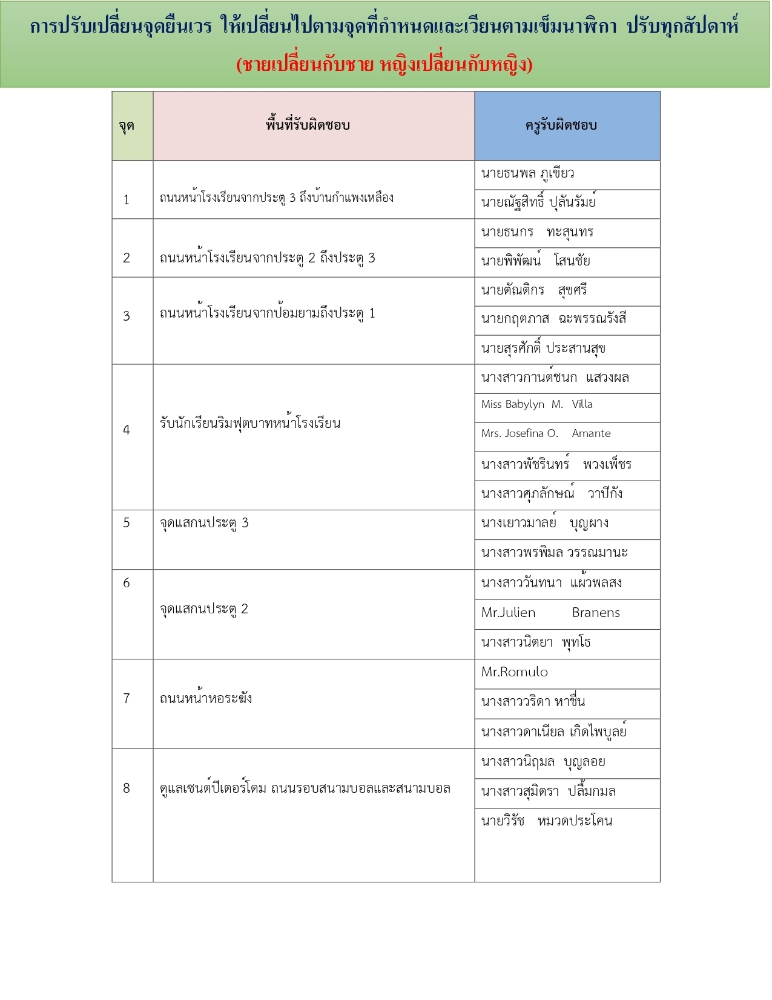 การปรับเปลี่ยนจุดยืนเวร ให้เปลี่ยนไปตามจุดที่กำหนดและเวียนตามเข็มนาฬิกา ปรับทุกสัปดาห์
(ชายเปลี่ยนกับชาย หญิงเปลี่ยนกับหญิง)
จุด พื้นที่รับผิดชอบ ครูรับผิดชอบ
1 ถนนหน้าโรงเรียนจากประตู 3 ถึงบ้านกำแพงเหลือง
นายธนพล ภูเขียว
นายณัฐสิทธิ์ ปุลันรัมย์
2 ถนนหน้าโรงเรียนจากประตู 2 ถึงประตู 3
นายธนกร ทะสุนทร
นายพิพัฒน์ โสนชัย
3 ถนนหน้าโรงเรียนจากป้อมยามถึงประตู 1
นายตัณติกร สุขศรี
นายกฤตภาส ฉะพรรณรังสี
นายสุรศักดิ์ ประสานสุข
4 รับนักเรียนริมฟุตบาทหน้าโรงเรียน
นางสาวกานต์ชนก แสวงผล
Miss Babylyn M. Villa
Mrs. Josefina O. Amante
นางสาวพัชรินทร์ พวงเพ็ชร
นางสาวศุภลักษณ์ วาปีกัง
5 จุดแสกนประตู 3
นางเยาวมาลย์ บุญผาง
นางสาวพรพิมล วรรณมานะ
6 จุดแสกนประตู 2
นางสาววันทนา แผ้วพลสง
Mr.Julien Branens
นางสาวนิตยา พุทโธ
7 ถนนหน้าหอระฆัง
Mr.Romulo
นางสาววริดา หาชื่น
นางสาวดาเนียล เกิดไพบูลย์
8 ดูแลเซนต์ปีเตอร์โดม ถนนรอบสนามบอลและสนามบอล
นางสาวนิฤมล บุญลอย
นางสาวสุมิตรา ปลื้มกมล
นายวิรัช หมวดประโคน